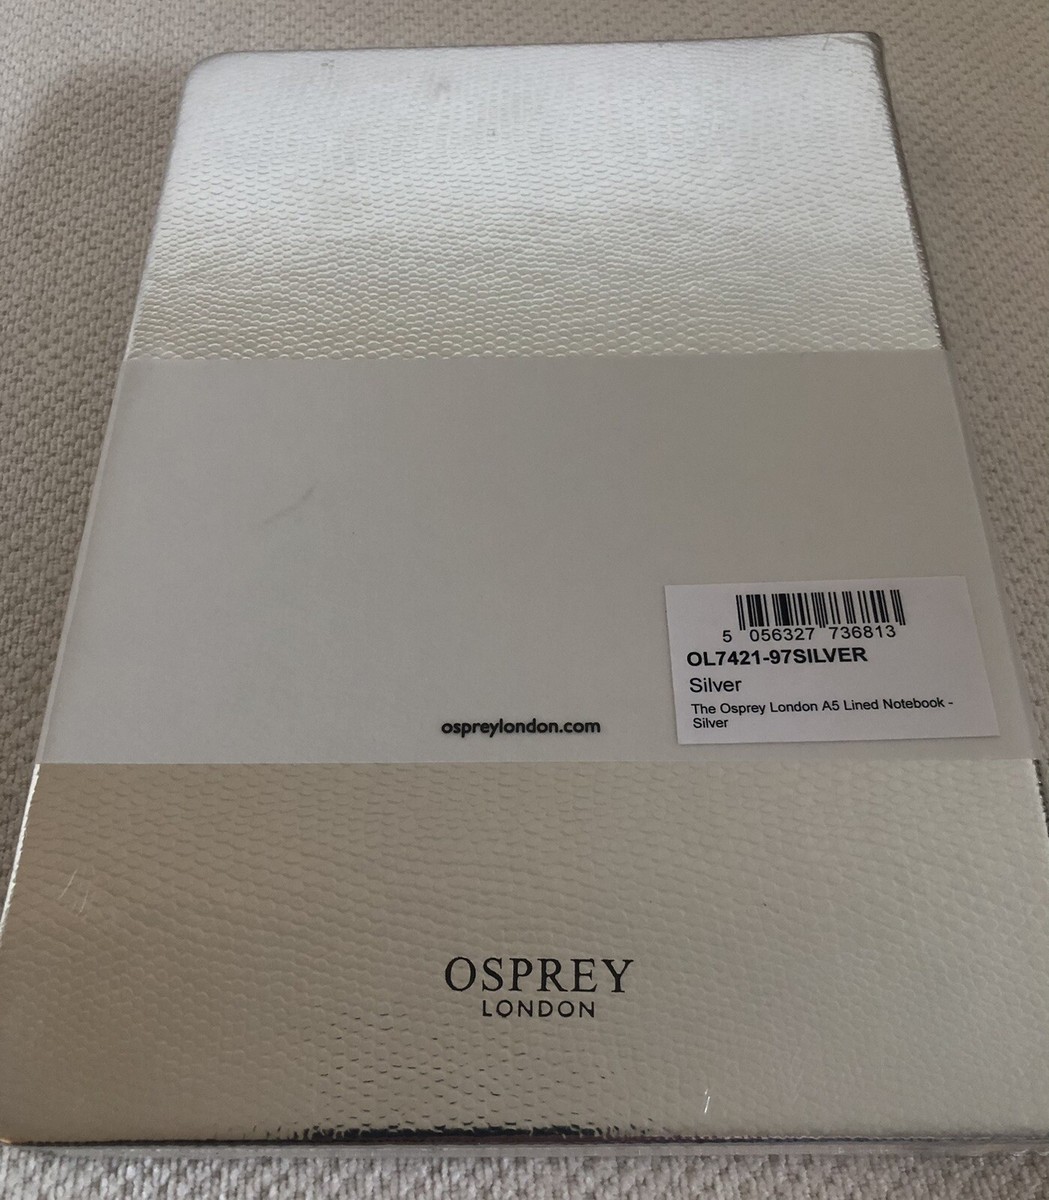 5 056327 736813
OL7421-97SILVER
Silver
The Osprey London A5 Lined Notebook -
Silver
ospreylondon.com
OSPREY
LONDON